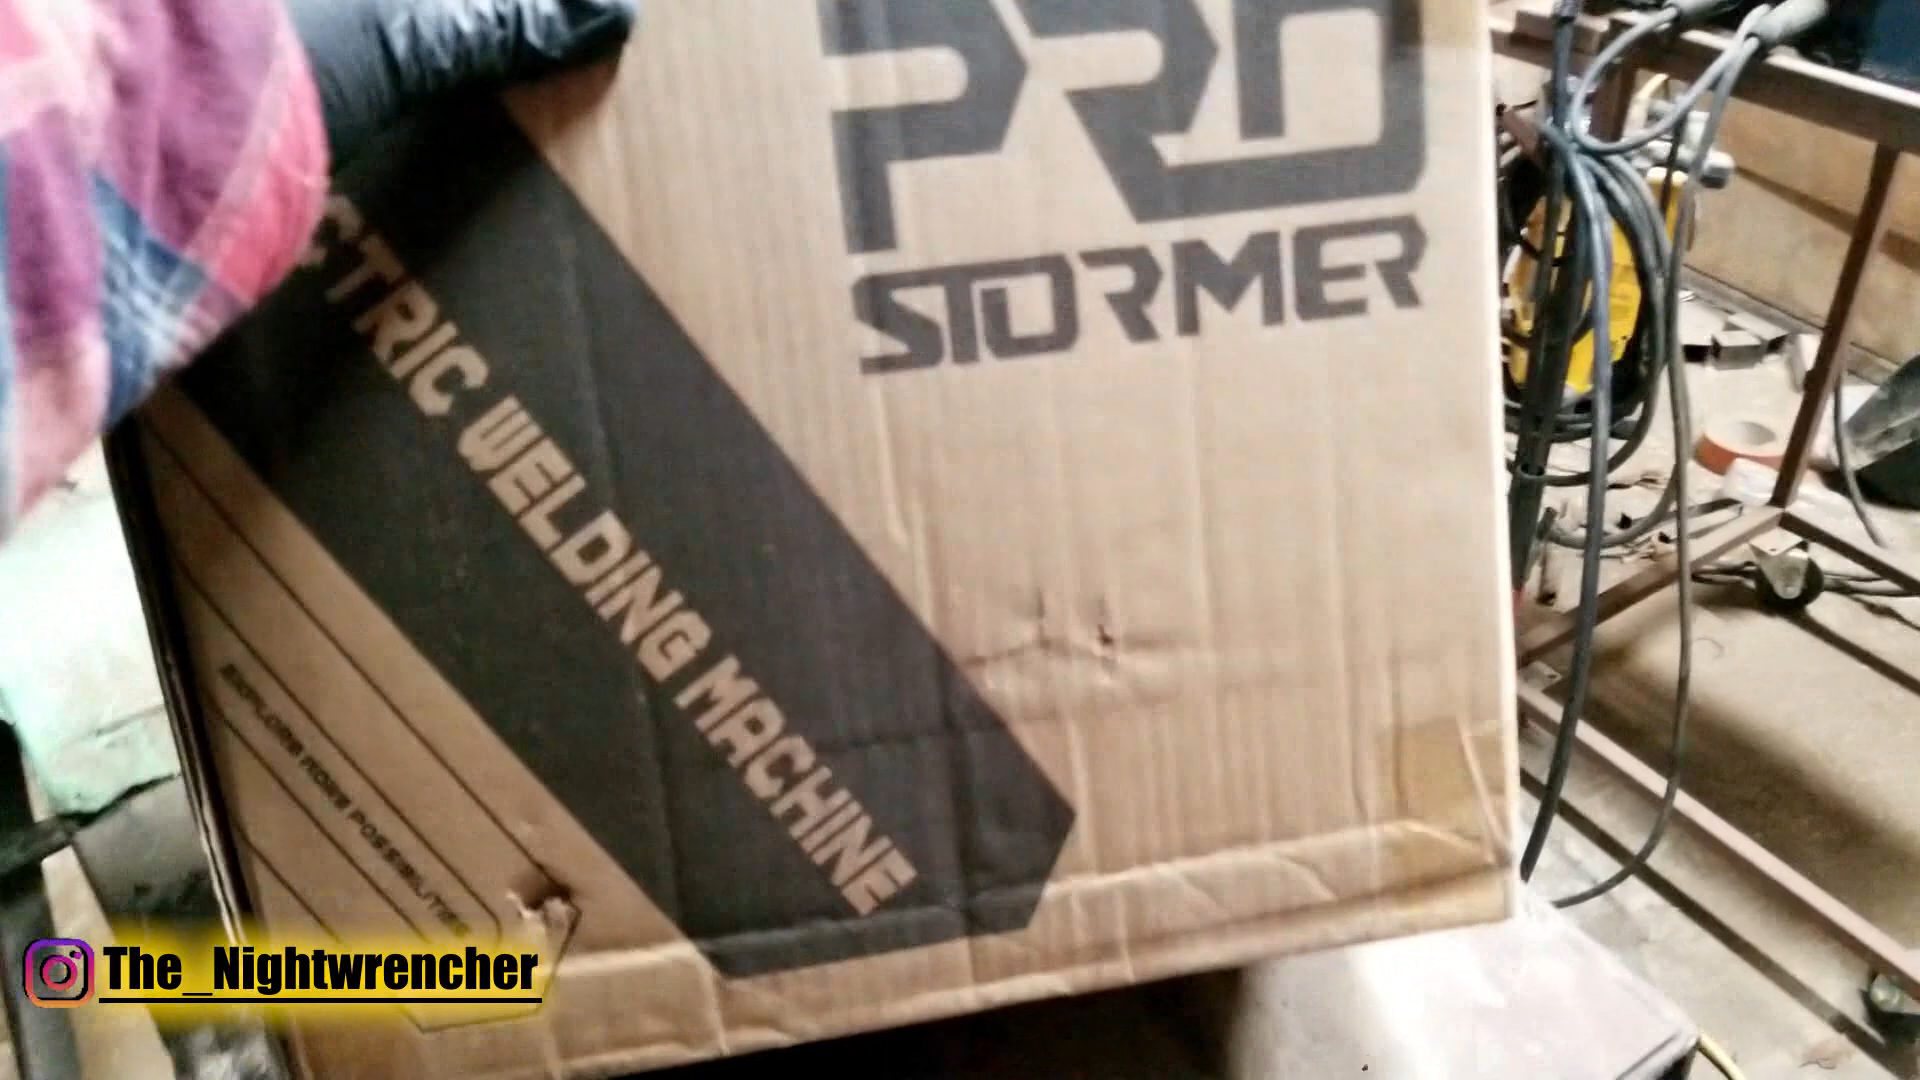 PRO
STORMER
CTRIC WELDING MACHINE
EXPLORE MORE POSSIBILITIES
The_Nightwrencher